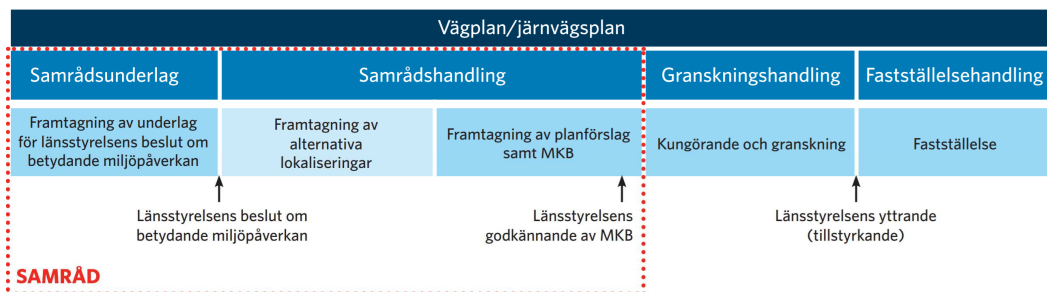 Vägplan/järnvägsplan
Samrådsunderlag
Samrådshandling
Granskningshandling
Fastställelsehandling
Framtagning av underlag
för länsstyrelsens beslut om
betydande miljöpåverkan
Framtagning av
alternativa
lokaliseringar
Framtagning av planförslag
samt MKB
Kungörande och granskning
Fastställelse
Länsstyrelsens beslut om
betydande miljöpåverkan
Länsstyrelsens
godkännande av MKB
Länsstyrelsens yttrande
(tillstyrkande)
SAMRÅD